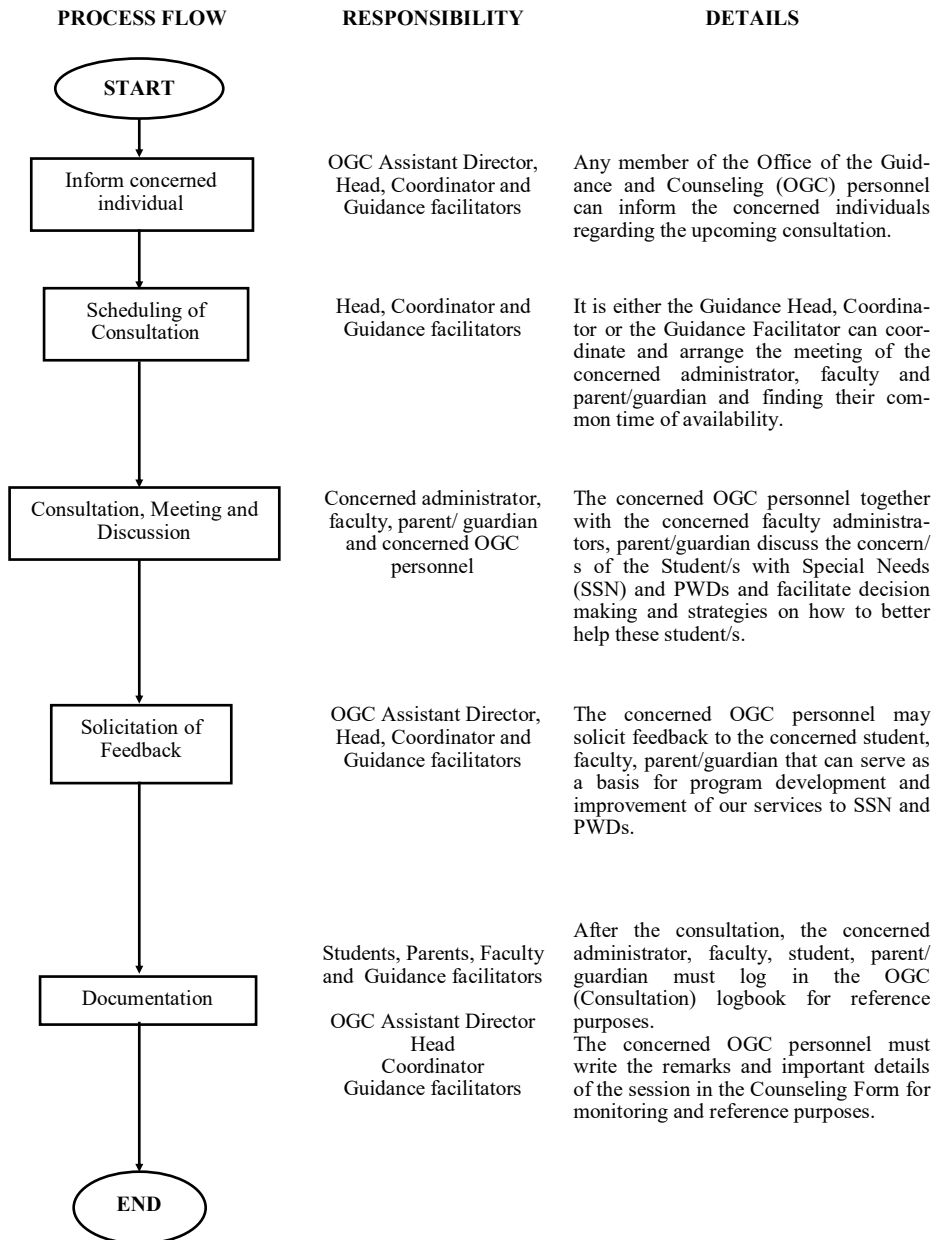 PROCESS FLOW RESPONSIBILITY DETAILS
START
Inform concerned
individual
OGC Assistant Director,
Head, Coordinator and
Guidance facilitators
Any member of the Office of the Guid-
ance and Counseling (OGC) personnel
can inform the concerned individuals
regarding the upcoming consultation.
Scheduling of
Consultation
Head, Coordinator and
Guidance facilitators
It is either the Guidance Head, Coordina-
tor or the Guidance Facilitator can coor-
dinate and arrange the meeting of the
concerned administrator, faculty and
parent/guardian and finding their com-
mon time of availability.
Consultation, Meeting and
Discussion
Concerned administrator,
faculty, parent/ guardian
and concerned OGC
personnel
The concerned OGC personnel together
with the concerned faculty administra-
tors, parent/guardian discuss the concern/
s of the Student/s with Special Needs
(SSN) and PWDs and facilitate decision
making and strategies on how to better
help these student/s.
Solicitation of
Feedback
OGC Assistant Director,
Head, Coordinator and
Guidance facilitators
The concerned OGC personnel may
solicit feedback to the concerned student,
faculty, parent/guardian that can serve as
a basis for program development and
improvement of our services to SSN and
PWDs.
Documentation
Students, Parents, Faculty
and Guidance facilitators
OGC Assistant Director
Head
Coordinator
Guidance facilitators
After the consultation, the concerned
administrator, faculty, student, parent/
guardian must log in the OGC
(Consultation) logbook for reference
purposes.
The concerned OGC personnel must
write the remarks and important details
of the session in the Counseling Form for
monitoring and reference purposes.
END